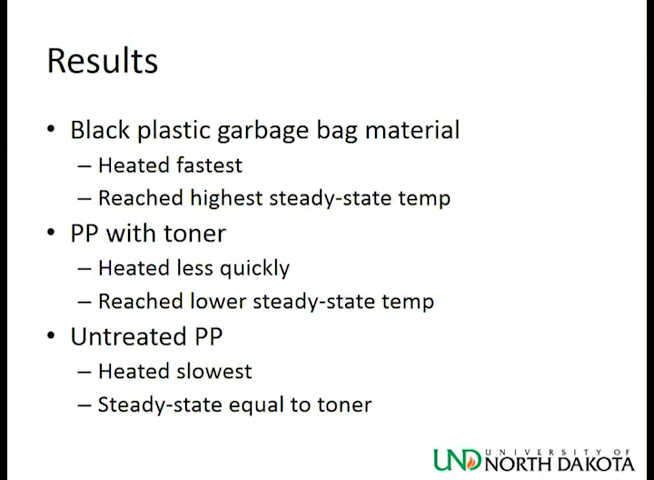 Results
• Black plastic garbage bag material
– Heated fastest
– Reached highest steady-state temp
• PP with toner
– Heated less quickly
– Reached lower steady-state temp
• Untreated PP
– Heated slowest
– Steady-state equal to toner
UND UNIVERSITY OF
NORTH DAKOTA